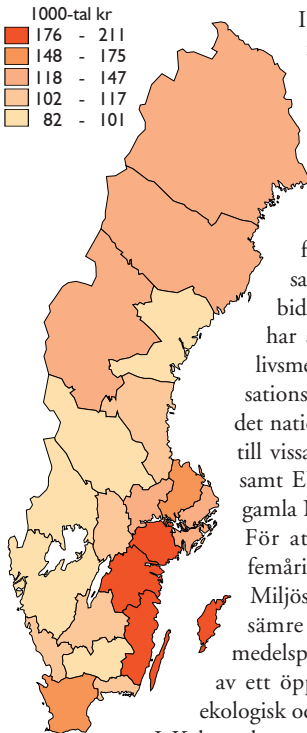 1000-tal kr
176 - 211
148 - 175
118 - 147
102 - 117
82 - 101
I
f
sa
bid
har
livsme
sations
det natio
till vissa
samt E
gamla
För at
femåri
Miljös
sämre
medelsp
av ett öpp
ekologisk oc